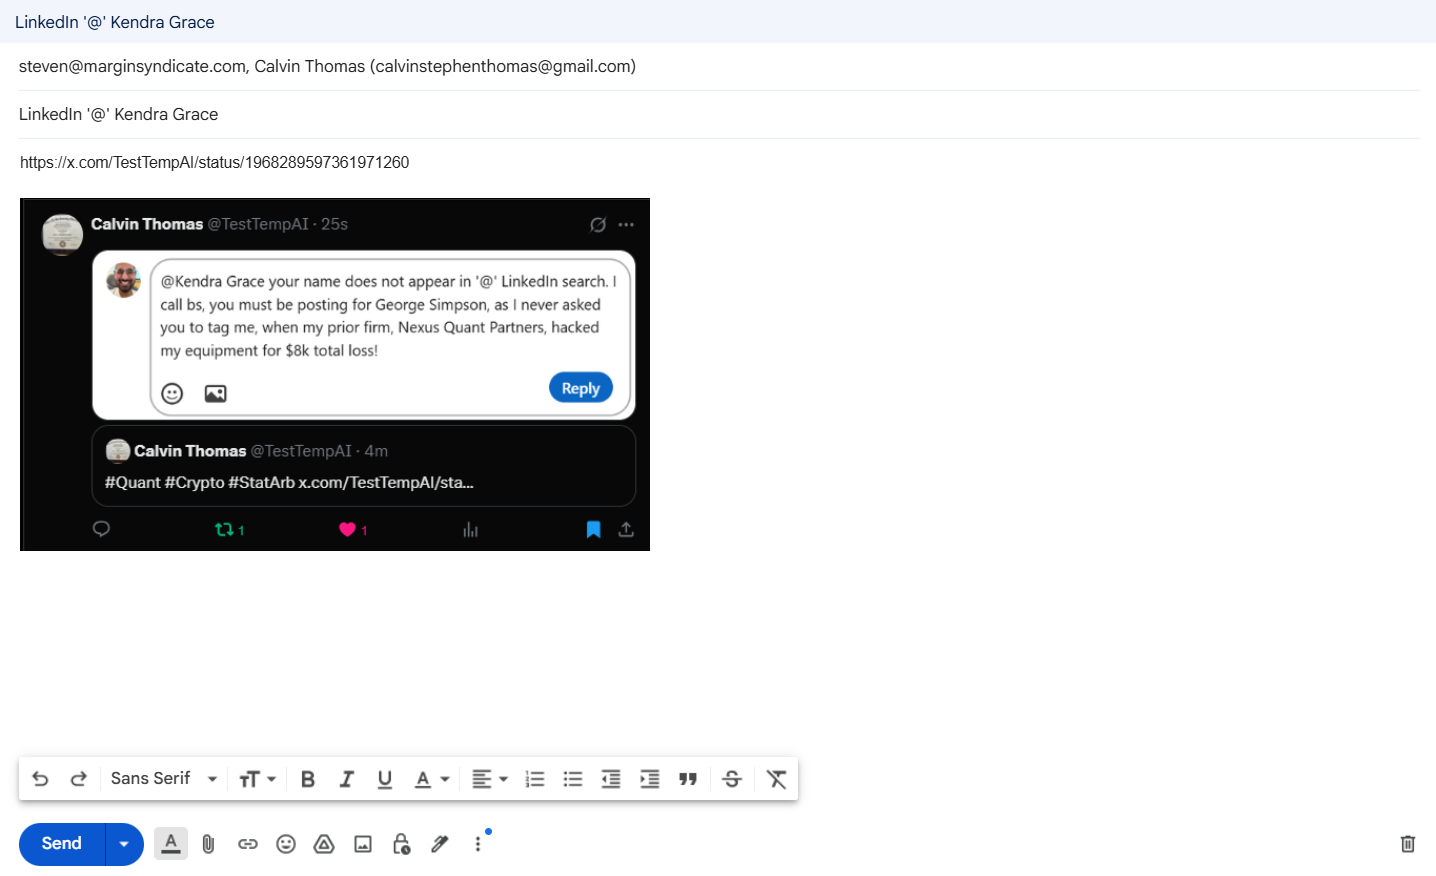 LinkedIn '@' Kendra Grace
steven@marginsyndicate.com, Calvin Thomas (calvinstephenthomas@gmail.com)
LinkedIn '@' Kendra Grace
https://x.com/TestTempAI/status/1968289597361971260
Calvin Thomas @TestTempAI · 25s
@Kendra Grace your name does not appear in '@' LinkedIn search. I
call bs, you must be posting for George Simpson, as I never asked
you to tag me, when my prior firm, Nexus Quant Partners, hacked
my equipment for $8k total loss!
Reply
Calvin Thomas @TestTempAI · 4m
#Quant #Crypto #StatArb x.com/TestTempAI/sta...
1 1
Sans Serif
Send